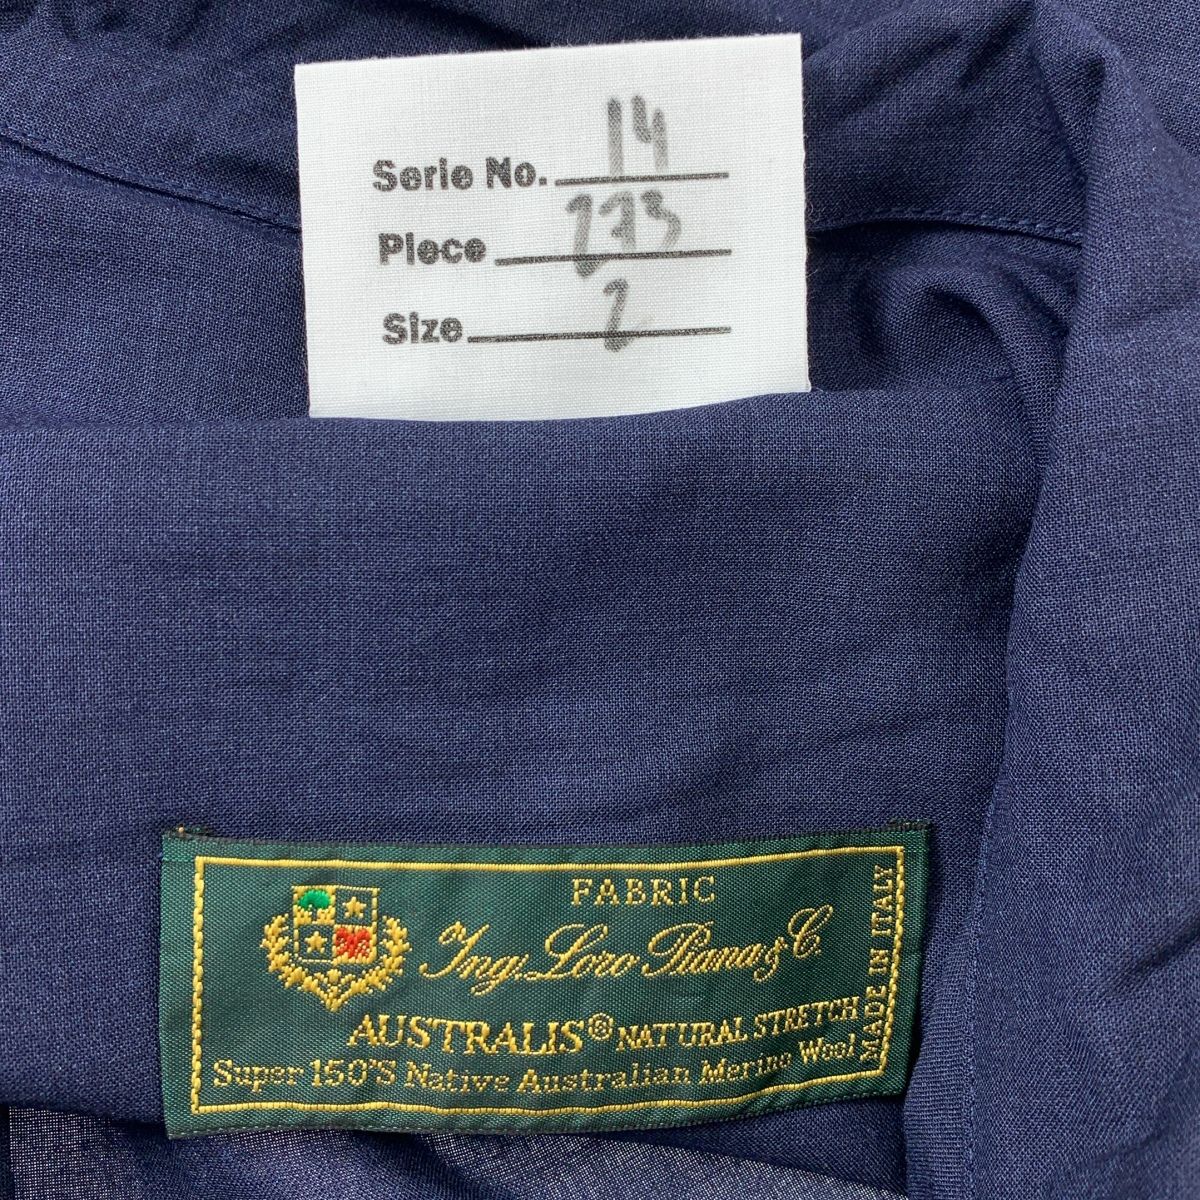 Serie No. 14
Piece 273
Size 2
FABRIC
Ing. Loro Piana & C.
AUSTRALIS® NATURAL STRETCH
Super 150'S Native Australian Merino Wool
MADE IN ITALY